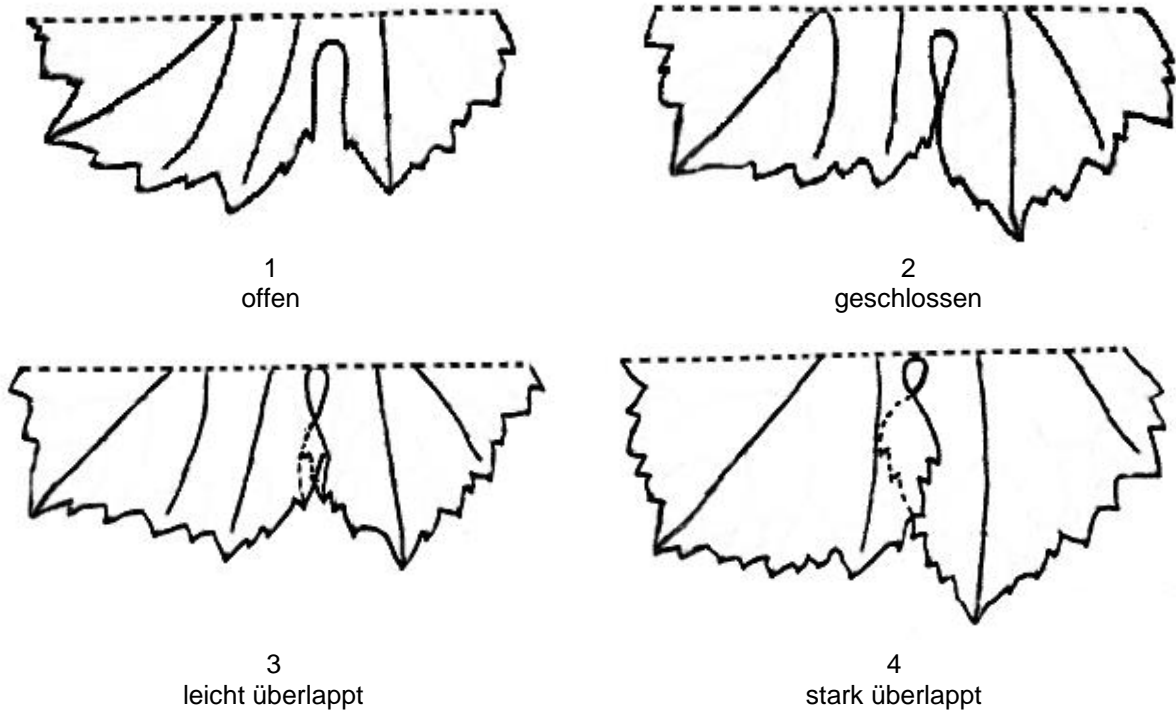 1
offen
2
geschlossen
3
leicht überlappt
4
stark überlappt